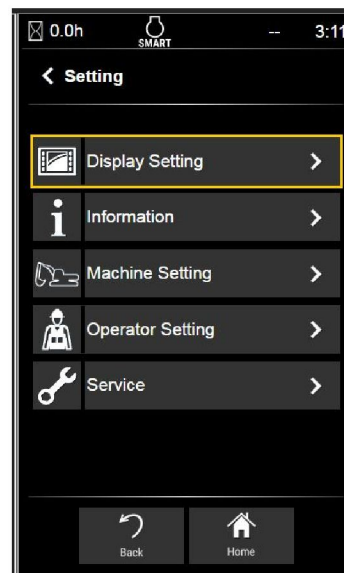 0.0h
SMART
--
3:11
Setting
Display Setting
Information
Machine Setting
Operator Setting
Service
Back
Home